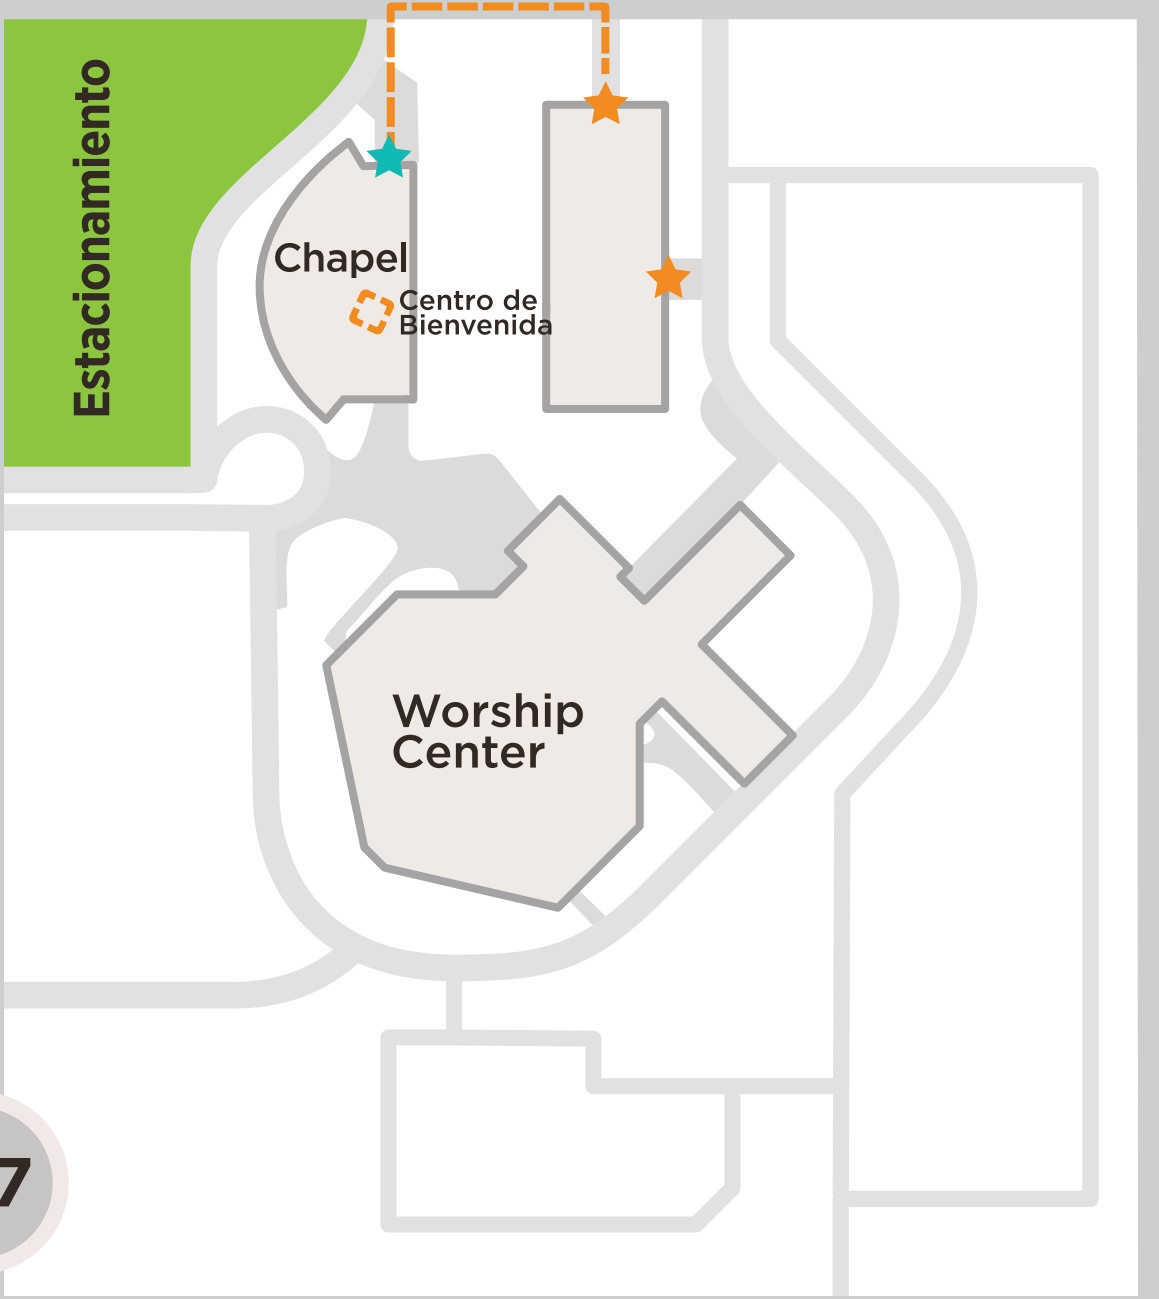 Estacionamiento
Chapel
Centro de
Bienvenida
Worship
Center
7